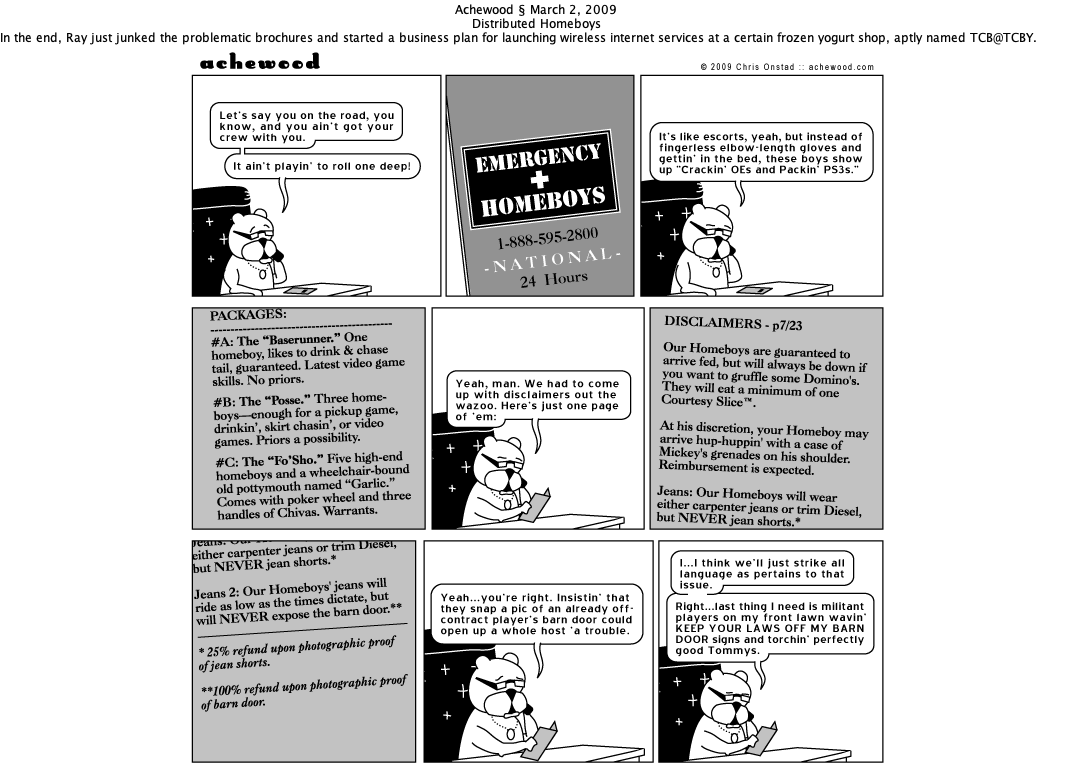 Achewood § March 2, 2009
Distributed Homeboys
In the end, Ray just junked the problematic brochures and started a business plan for launching wireless internet services at a certain frozen yogurt shop, aptly named TCB@TCBY.
achewood
© 2009 Chris Onstad :: achewood.com
Let's say you on the road, you
know, and you ain't got your
crew with you.
It ain't playin' to roll one deep!
EMERGENCY
HOMEBOYS
1-888-595-2800
-NATIONAL-
24 Hours
It's like escorts, yeah, but instead of
fingerless elbow-length gloves and
gettin' in the bed, these boys show
up "Crackin' OEs and Packin' PS3s."
PACKAGES:
#A: The “Baserunner.” One
homeboy, likes to drink & chase
tail, guaranteed. Latest video game
skills. No priors.
#B: The “Posse.” Three home-
boys—enough for a pickup game,
drinkin', skirt chasin', or video
games. Priors a possibility.
#C: The “Fo'Sho.” Five high-end
homeboys and a wheelchair-bound
old pottymouth named “Garlic.”
Comes with poker wheel and three
handles of Chivas. Warrants.
Yeah, man. We had to come
up with disclaimers out the
wazoo. Here's just one page
of 'em:
DISCLAIMERS - p7/23
Our Homeboys are guaranteed to
arrive fed, but will always be down if
you want to gruffle some Domino's.
They will eat a minimum of one
Courtesy Slice™.
At his discretion, your Homeboy may
arrive hup-huppin' with a case of
Mickey's grenades on his shoulder.
Reimbursement is expected.
Jeans: Our Homeboys will wear
either carpenter jeans or trim Diesel,
but NEVER jean shorts.*
Jeans: Our Homeboys will wear
either carpenter jeans or trim Diesel,
but NEVER jean shorts.*
Jeans 2: Our Homeboys' jeans will
ride as low as the times dictate, but
will NEVER expose the barn door.**
* 25% refund upon photographic proof
of jean shorts.
**100% refund upon photographic proof
of barn door.
Yeah...you're right. Insistin' that
they snap a pic of an already off-
contract player's barn door could
open up a whole host 'a trouble.
I...I think we'll just strike all
language as pertains to that
issue.
Right...last thing I need is militant
players on my front lawn wavin'
KEEP YOUR LAWS OFF MY BARN
DOOR signs and torchin' perfectly
good Tommys.